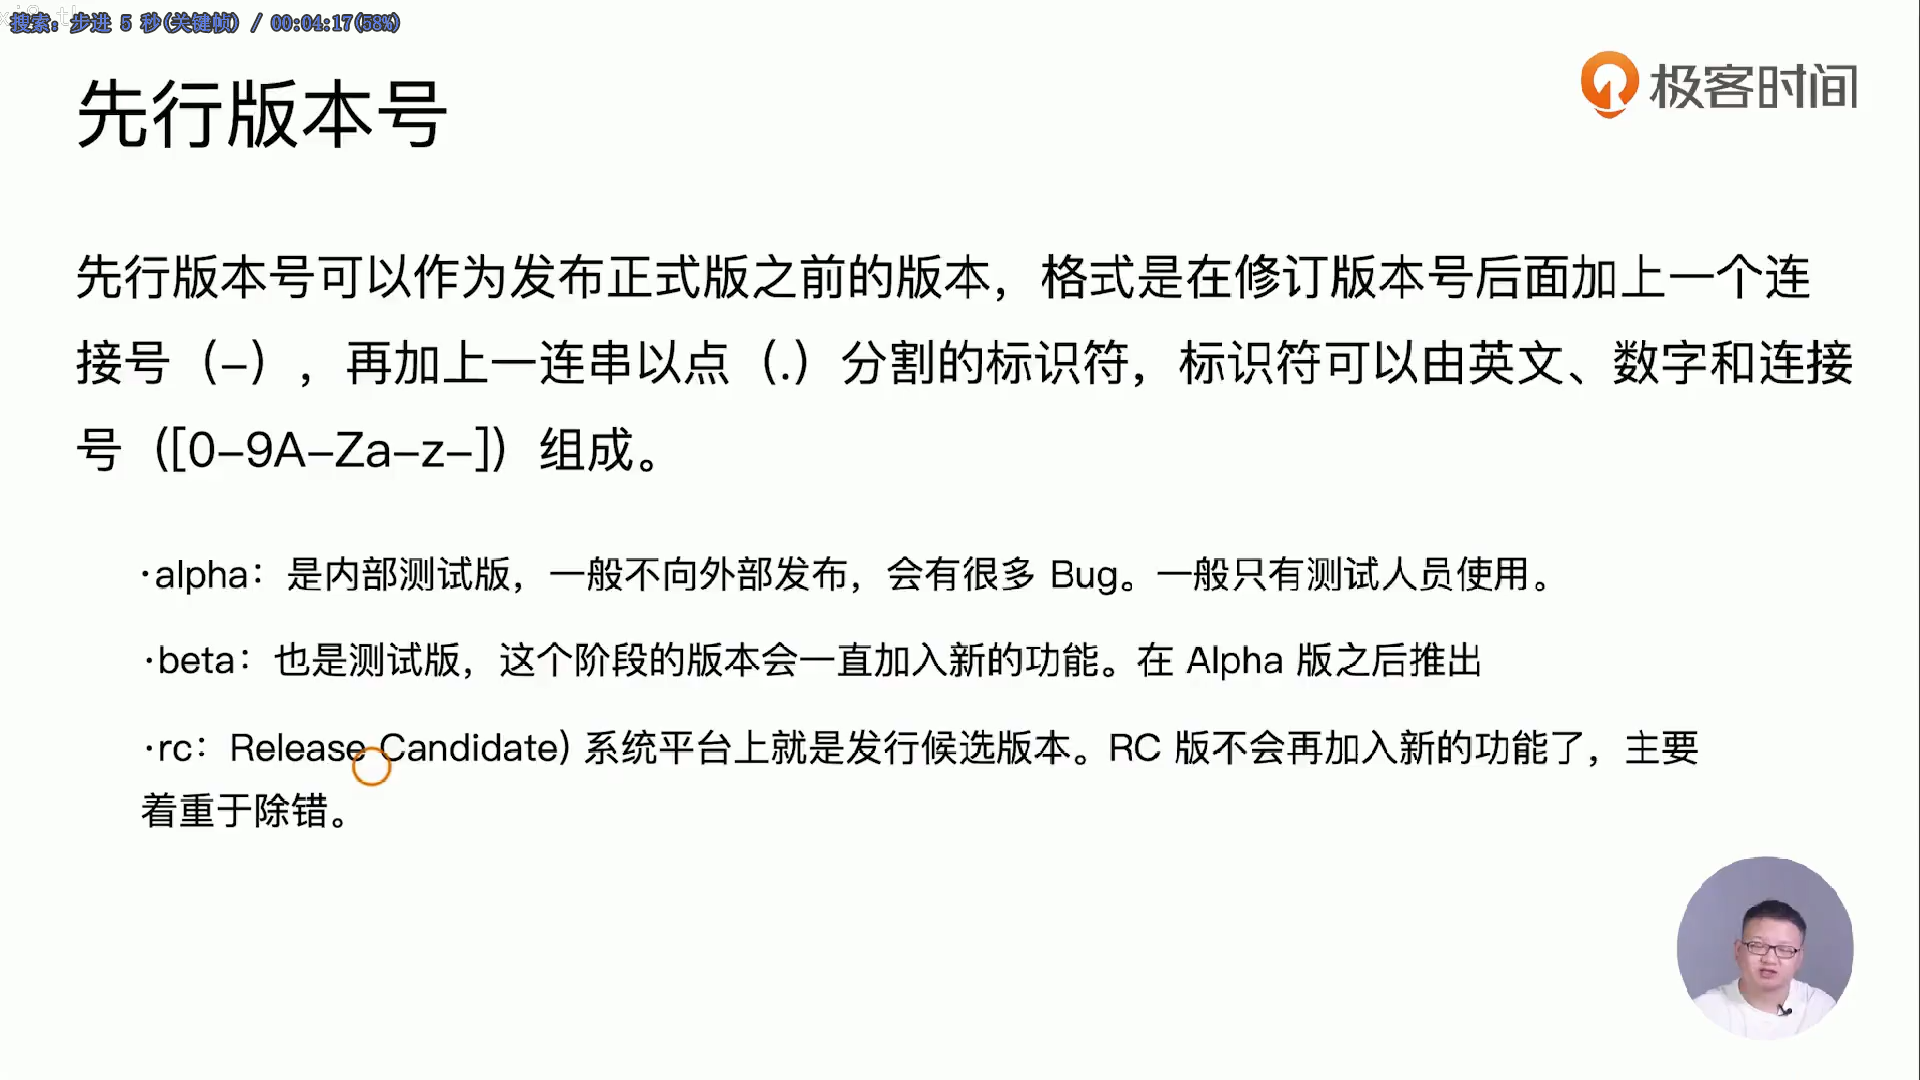 搜索: 步进 5 秒(关键帧) / 00:04:17(58%)
极客时间
先行版本号
先行版本号可以作为发布正式版之前的版本，格式是在修订版本号后面加上一个连
接号（-），再加上一连串以点（.）分割的标识符，标识符可以由英文、数字和连接
号（[0-9A-Za-z-]）组成。
·alpha：是内部测试版，一般不向外部发布，会有很多 Bug。一般只有测试人员使用。
·beta：也是测试版，这个阶段的版本会一直加入新的功能。在 Alpha 版之后推出
·rc：Release Candidate) 系统平台上就是发行候选版本。RC 版不会再加入新的功能了，主要
着重于除错。